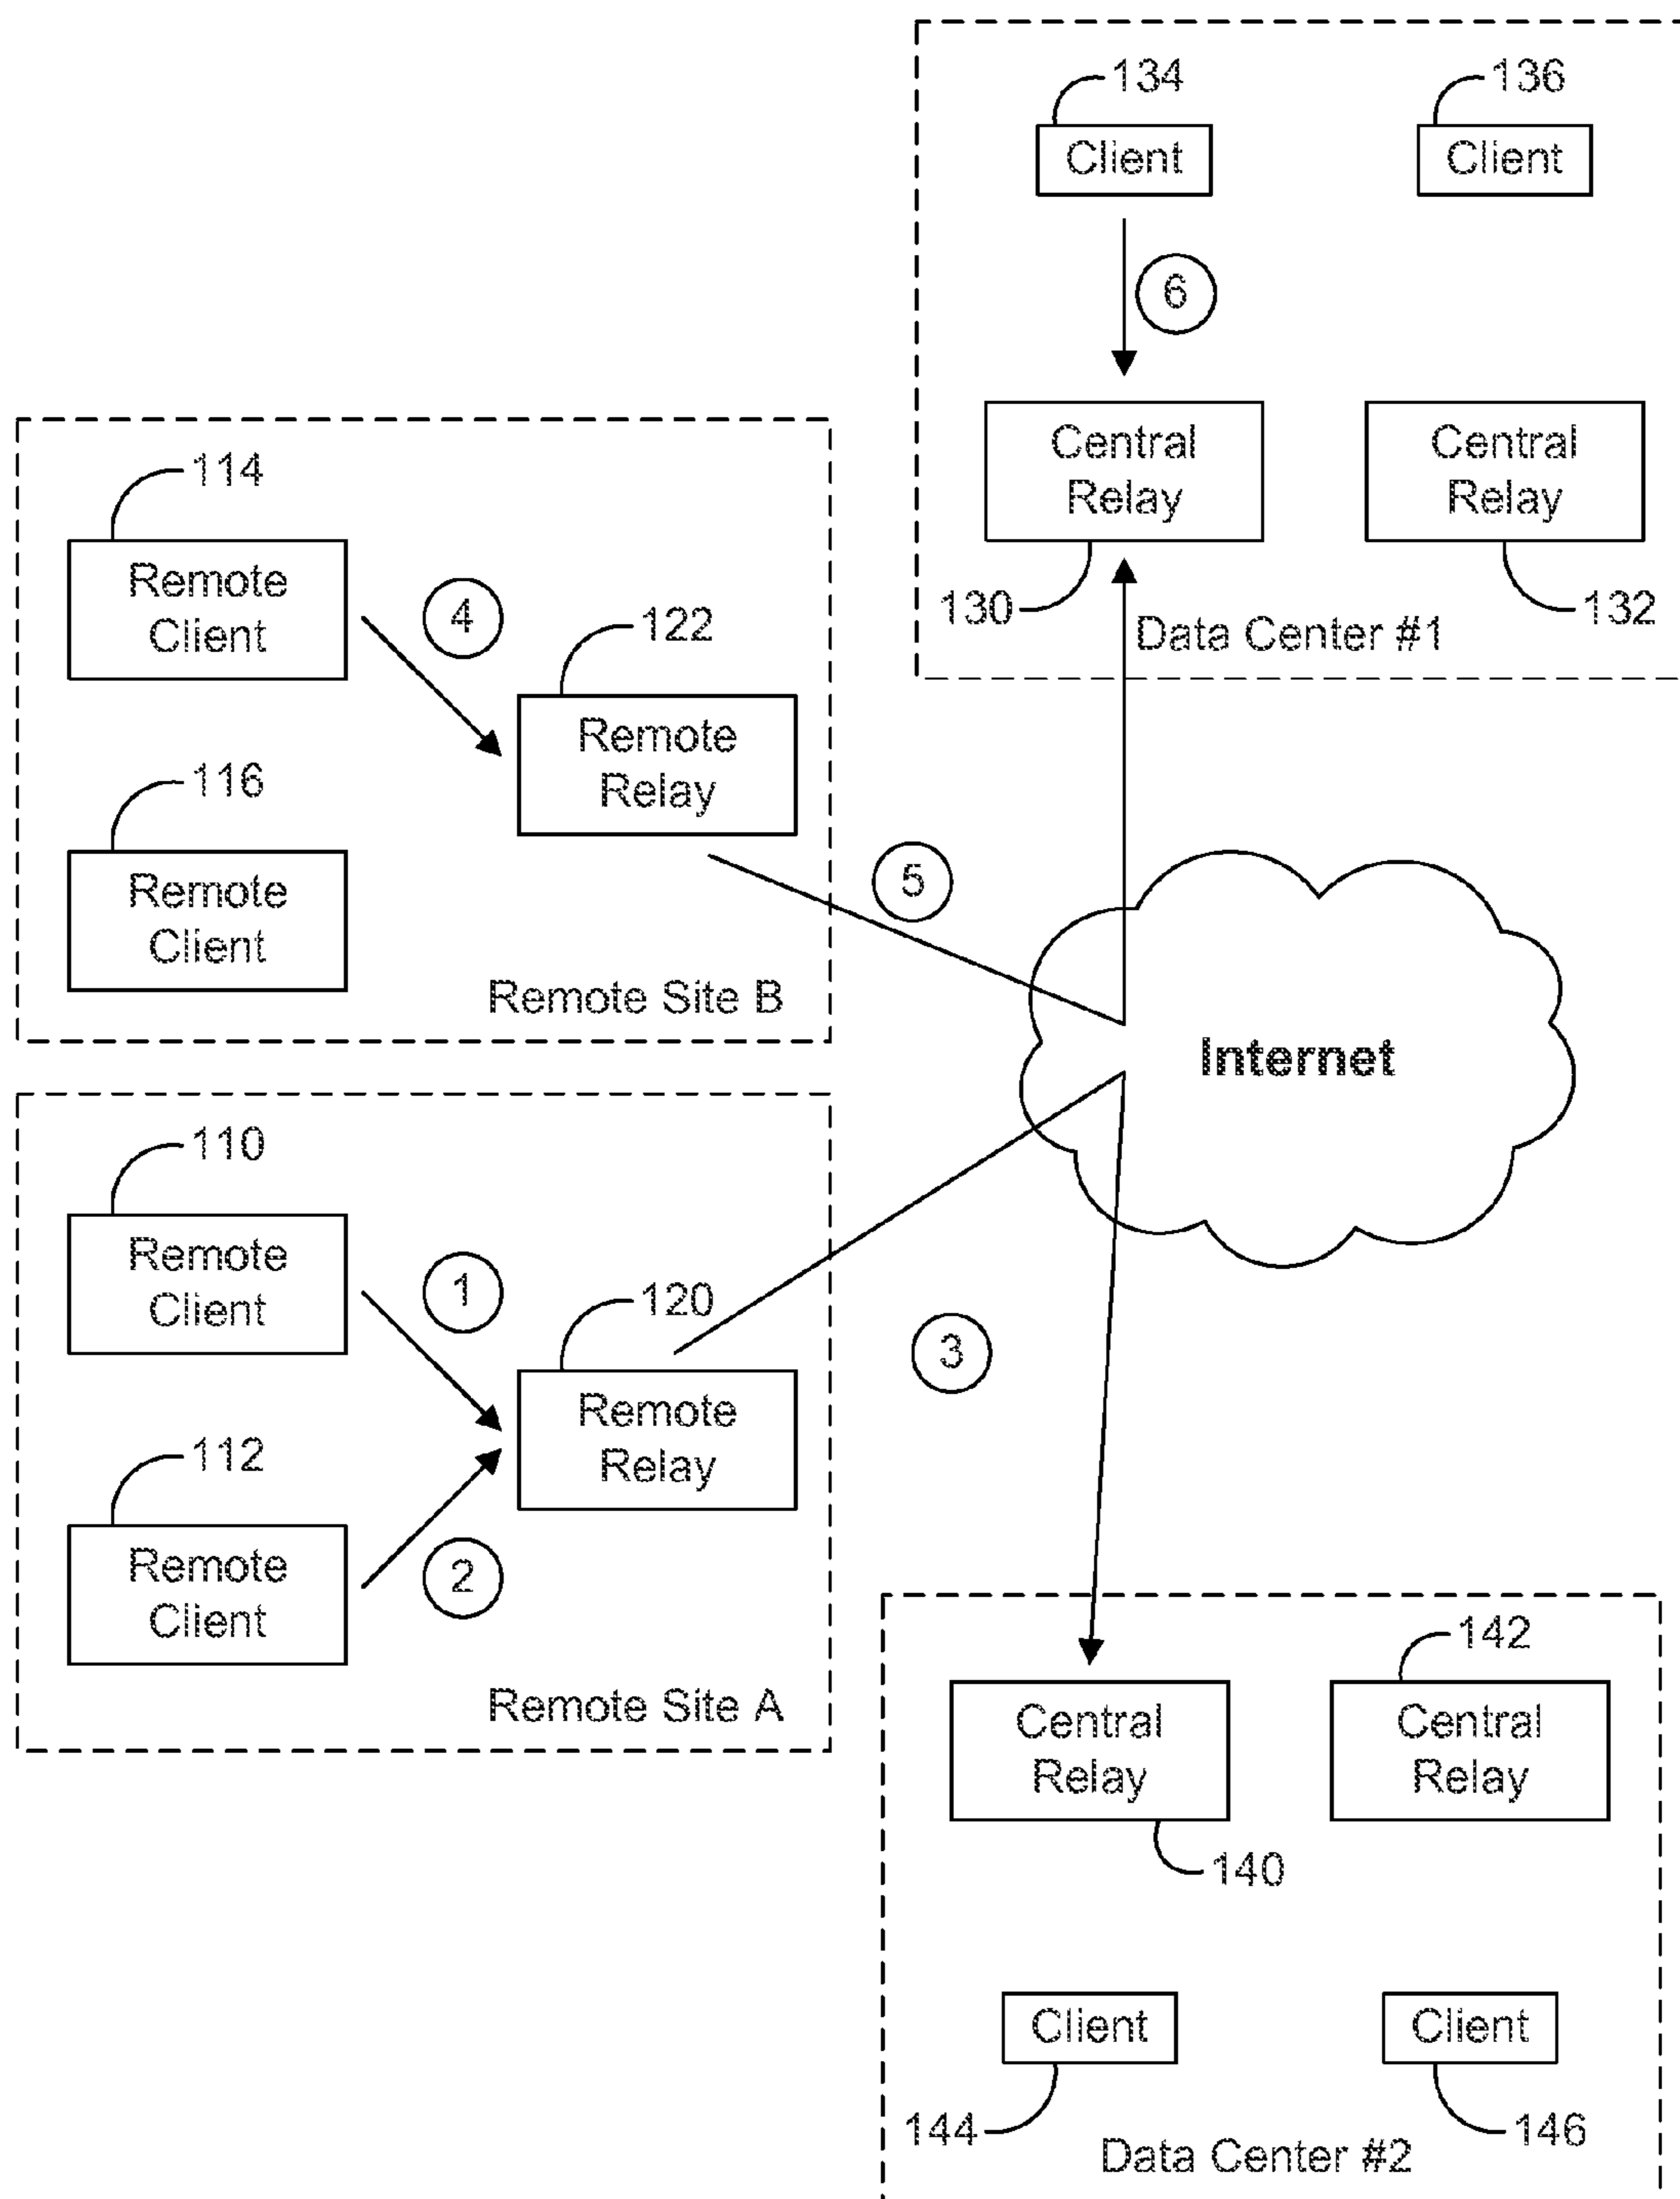 134
136
Client
Client
6
Central
Relay
Central
Relay
130
132
Data Center #1
114
Remote
Client
4
122
Remote
Relay
116
Remote
Client
5
Remote Site B
Internet
110
Remote
Client
1
120
Remote
Relay
3
112
Remote
Client
2
Remote Site A
142
Central
Relay
Central
Relay
140
Client
Client
144
146
Data Center #2